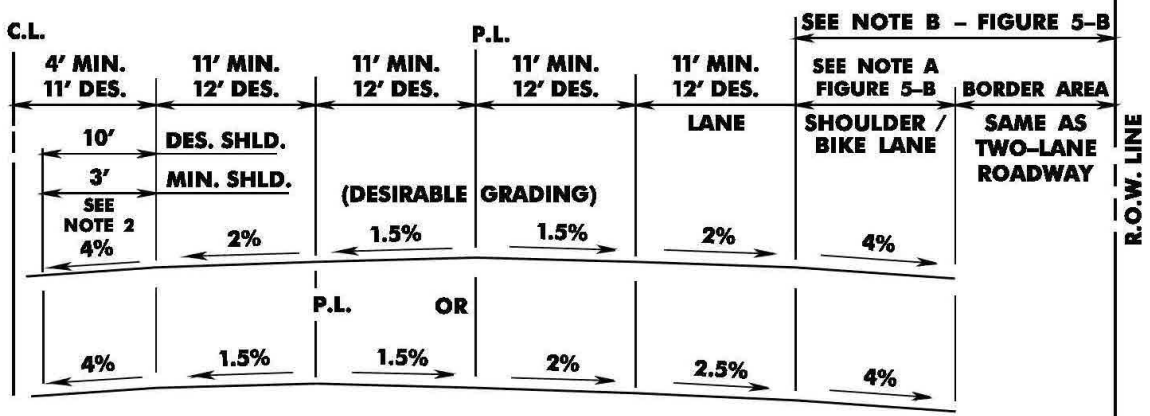 SEE NOTE B – FIGURE 5–B
C.L.
P.L.
4' MIN.
11' DES.
11' MIN.
12' DES.
11' MIN.
12' DES.
11' MIN.
12' DES.
11' MIN.
12' DES.
SEE NOTE A
FIGURE 5–B
BORDER AREA
LANE
SHOULDER /
BIKE LANE
SAME AS
TWO–LANE
ROADWAY
R.O.W. LINE
10' DES. SHLD.
3' MIN. SHLD.
SEE
NOTE 2
(DESIRABLE GRADING)
4% 2% 1.5% 1.5% 2% 4%
P.L. OR
4% 1.5% 1.5% 2% 2.5% 4%